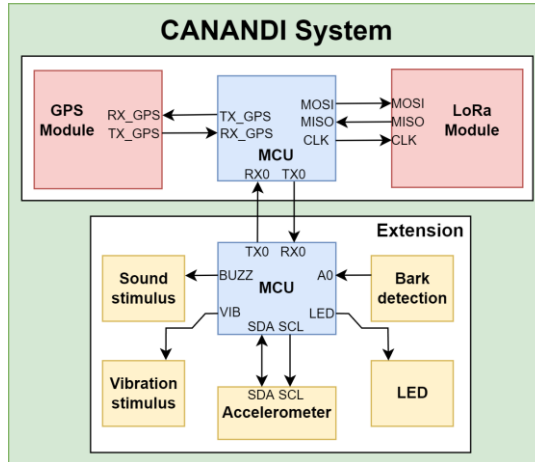 CANANDI System
GPS
Module
RX_GPS
TX_GPS
TX_GPS
RX_GPS
MCU
RX0 TX0
MOSI
MISO
CLK
MOSI
MISO
CLK
LoRa
Module
Extension
TX0 RX0
MCU
BUZZ
VIB
A0
LED
SDA SCL
Sound
stimulus
Bark
detection
Vibration
stimulus
SDA SCL
Accelerometer
LED